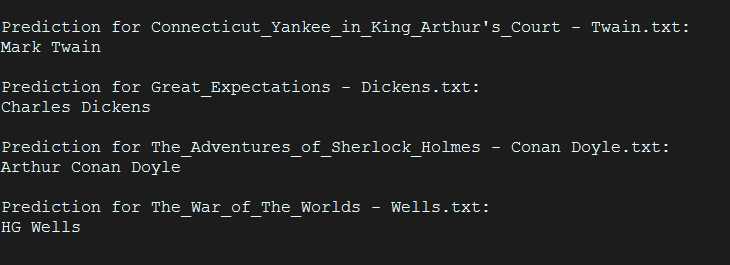 Prediction for Connecticut_Yankee_in_King_Arthur's_Court - Twain.txt:
Mark Twain
Prediction for Great_Expectations - Dickens.txt:
Charles Dickens
Prediction for The_Adventures_of_Sherlock_Holmes - Conan Doyle.txt:
Arthur Conan Doyle
Prediction for The_War_of_The_Worlds - Wells.txt:
HG Wells